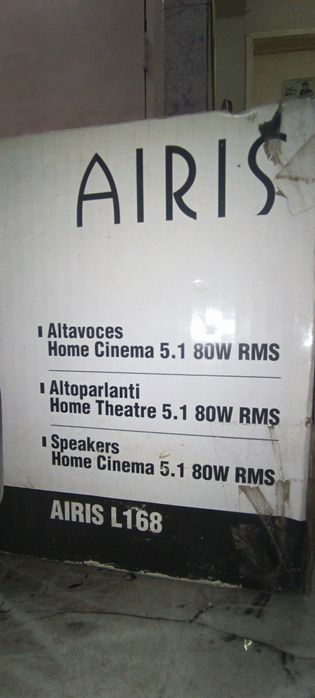 AIRIS
Altavoces
Home Cinema 5.1 80W RMS
Altoparlanti
Home Theatre 5.1 80W RMS
Speakers
Home Cinema 5.1 80W RMS
AIRIS L168